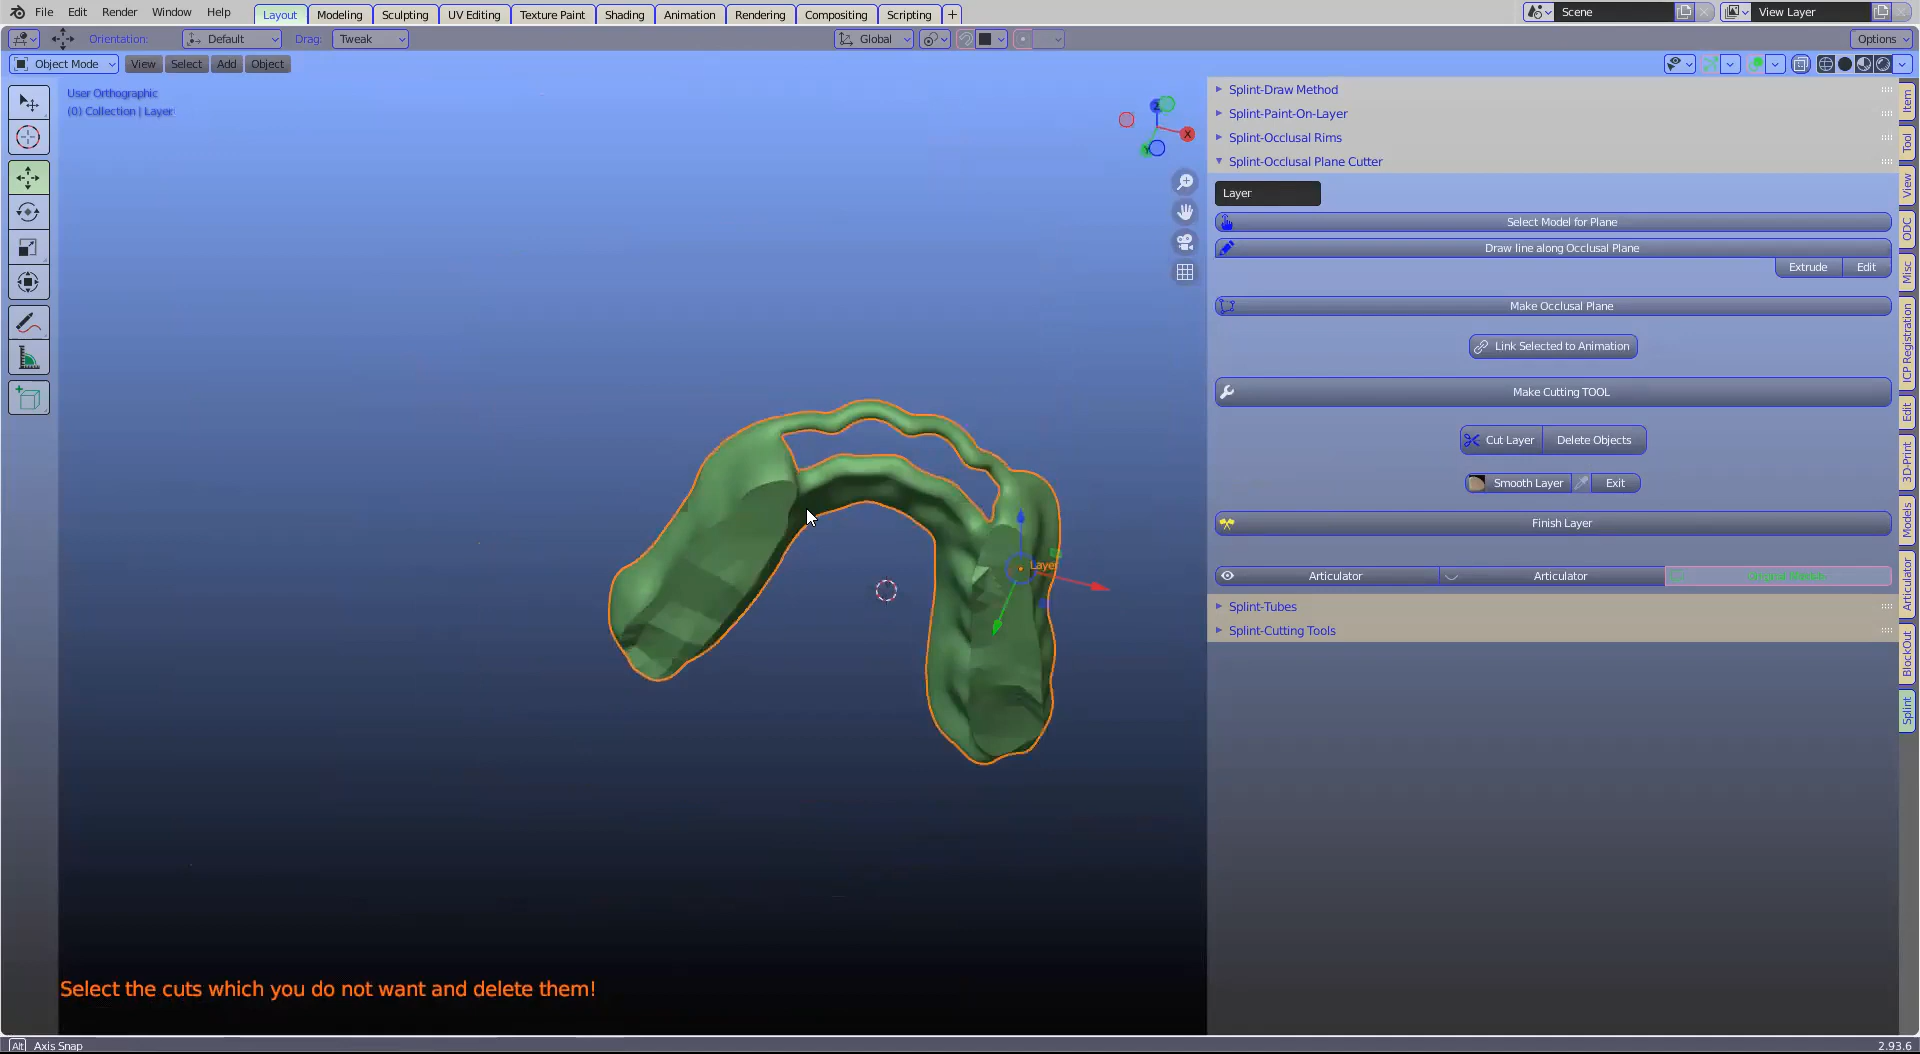 File Edit Render Window Help Layout Modeling Sculpting UV Editing Texture Paint Shading Animation Rendering Compositing Scripting + Scene View Layer
Orientation: Default Drag: Tweak Global Options
Object Mode View Select Add Object
User Orthographic
(0) Collection | Layer
Z
X
Y
Layer
Splint-Draw Method
Splint-Paint-On-Layer
Splint-Occlusal Rims
Splint-Occlusal Plane Cutter
Layer
Select Model for Plane
Draw line along Occlusal Plane
Extrude Edit
Make Occlusal Plane
Link Selected to Animation
Make Cutting TOOL
Cut Layer Delete Objects
Smooth Layer Exit
Finish Layer
Articulator Articulator
Splint-Tubes
Splint-Cutting Tools
Item
Tool
View
ODC
Misc
ICP Registration
Edit
3D-Print
Models
Articulator
BlockOut
Splint
Select the cuts which you do not want and delete them!
Alt Axis Snap
2.93.6